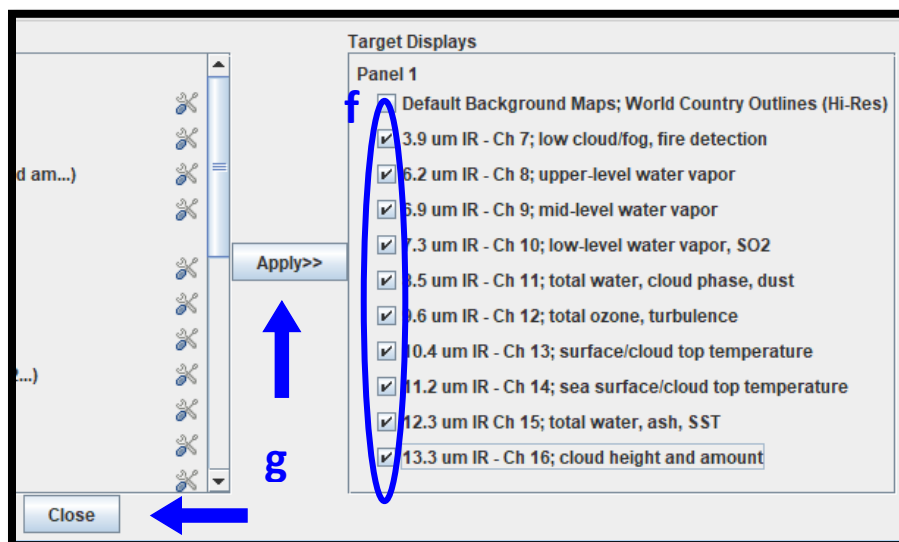 Target Displays
Panel 1
f
Default Background Maps; World Country Outlines (Hi-Res)
3.9 um IR - Ch 7; low cloud/fog, fire detection
d am...)
6.2 um IR - Ch 8; upper-level water vapor
6.9 um IR - Ch 9; mid-level water vapor
7.3 um IR - Ch 10; low-level water vapor, SO2
Apply>>
8.5 um IR - Ch 11; total water, cloud phase, dust
9.6 um IR - Ch 12; total ozone, turbulence
10.4 um IR - Ch 13; surface/cloud top temperature
...)
11.2 um IR - Ch 14; sea surface/cloud top temperature
12.3 um IR Ch 15; total water, ash, SST
13.3 um IR - Ch 16; cloud height and amount
g
Close